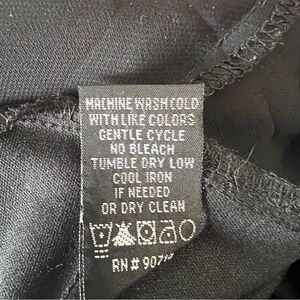 MACHINE WASH COLD
WITH LIKE COLORS
GENTLE CYCLE
NO BLEACH
TUMBLE DRY LOW
COOL IRON
IF NEEDED
OR DRY CLEAN
RN#